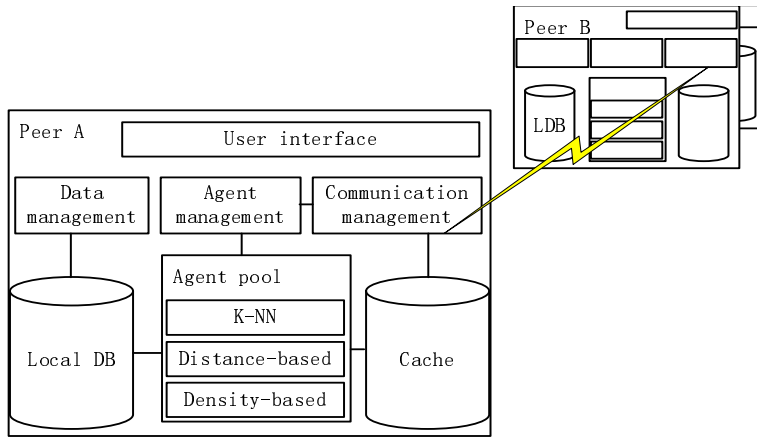 Peer B
LDB
Peer A
User interface
Data
management
Agent
management
Communication
management
Agent pool
K-NN
Distance-based
Density-based
Local DB
Cache